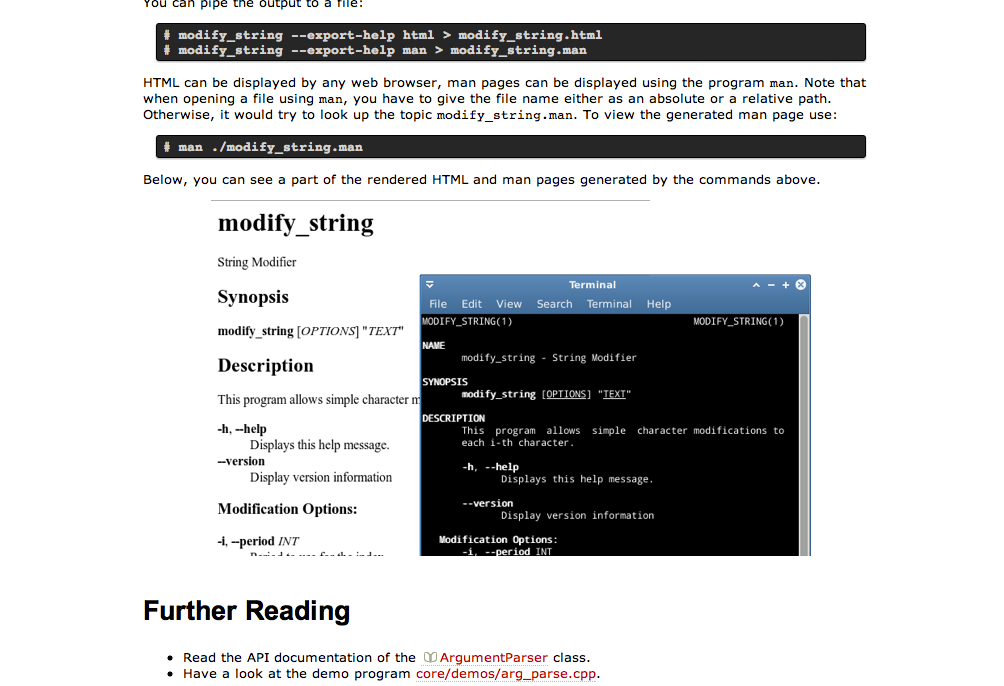 You can pipe the output to a file:
# modify_string --export-help html > modify_string.html
# modify_string --export-help man > modify_string.man
HTML can be displayed by any web browser, man pages can be displayed using the program man. Note that
when opening a file using man, you have to give the file name either as an absolute or a relative path.
Otherwise, it would try to look up the topic modify_string.man. To view the generated man page use:
# man ./modify_string.man
Below, you can see a part of the rendered HTML and man pages generated by the commands above.
modify_string
String Modifier
Synopsis
modify_string [OPTIONS] "TEXT"
Description
This program allows simple character m
-h, --help
Displays this help message.
--version
Display version information
Modification Options:
-i, --period INT
Period to use for the index
Terminal
File Edit View Search Terminal Help
MODIFY_STRING(1) MODIFY_STRING(1)
NAME
modify_string - String Modifier
SYNOPSIS
modify_string [OPTIONS] "TEXT"
DESCRIPTION
This program allows simple character modifications to
each i-th character.
-h, --help
Displays this help message.
--version
Display version information
Modification Options:
-i, --period INT
Further Reading
• Read the API documentation of the ArgumentParser class.
• Have a look at the demo program core/demos/arg_parse.cpp.